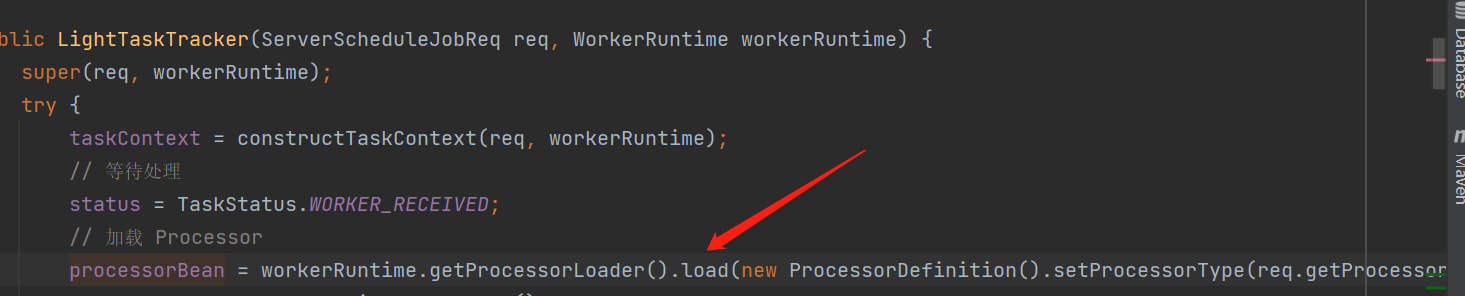 blic LightTaskTracker(ServerScheduleJobReq req, WorkerRuntime workerRuntime) {
super(req, workerRuntime);
try {
taskContext = constructTaskContext(req, workerRuntime);
// 等待处理
status = TaskStatus.WORKER_RECEIVED;
// 加载 Processor
processorBean = workerRuntime.getProcessorLoader().load(new ProcessorDefinition().setProcessorType(req.getProcessor
Database
Maven